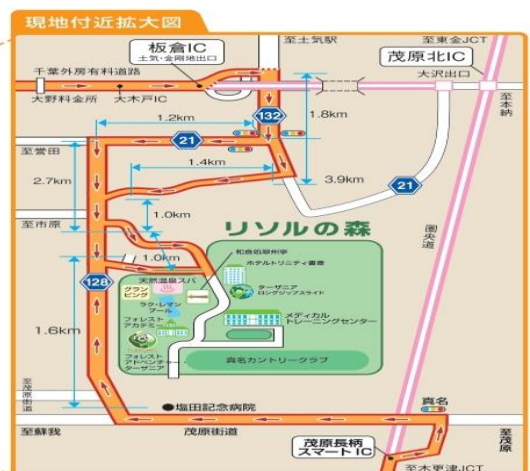 現地付近拡大図
至土気駅
至東金JCT
板倉IC
土気・金剛地出口
茂原北IC
大沢出口
千葉外房有料道路
大野料金所
大木戸IC
至本納
1.2km
132
1.8km
21
至誉田
1.4km
2.7km
3.9km
21
1.0km
至市原
リソルの森
圏央道
和食処翠州亭
1.0km
ホテルトリニティ書斎
128
天然温泉スパ
グランピング
ターザニア
ロングジップスライド
ラク・レマン
プール
メディカル
トレーニングセンター
フォレスト
アカデミー
1.6km
フォレスト
アドベンチャー
ターザニア
真名カントリークラブ
至茂原街道
塩田記念病院
真名
至蘇我
茂原街道
至茂原
茂原長柄
スマートIC
至木更津JCT